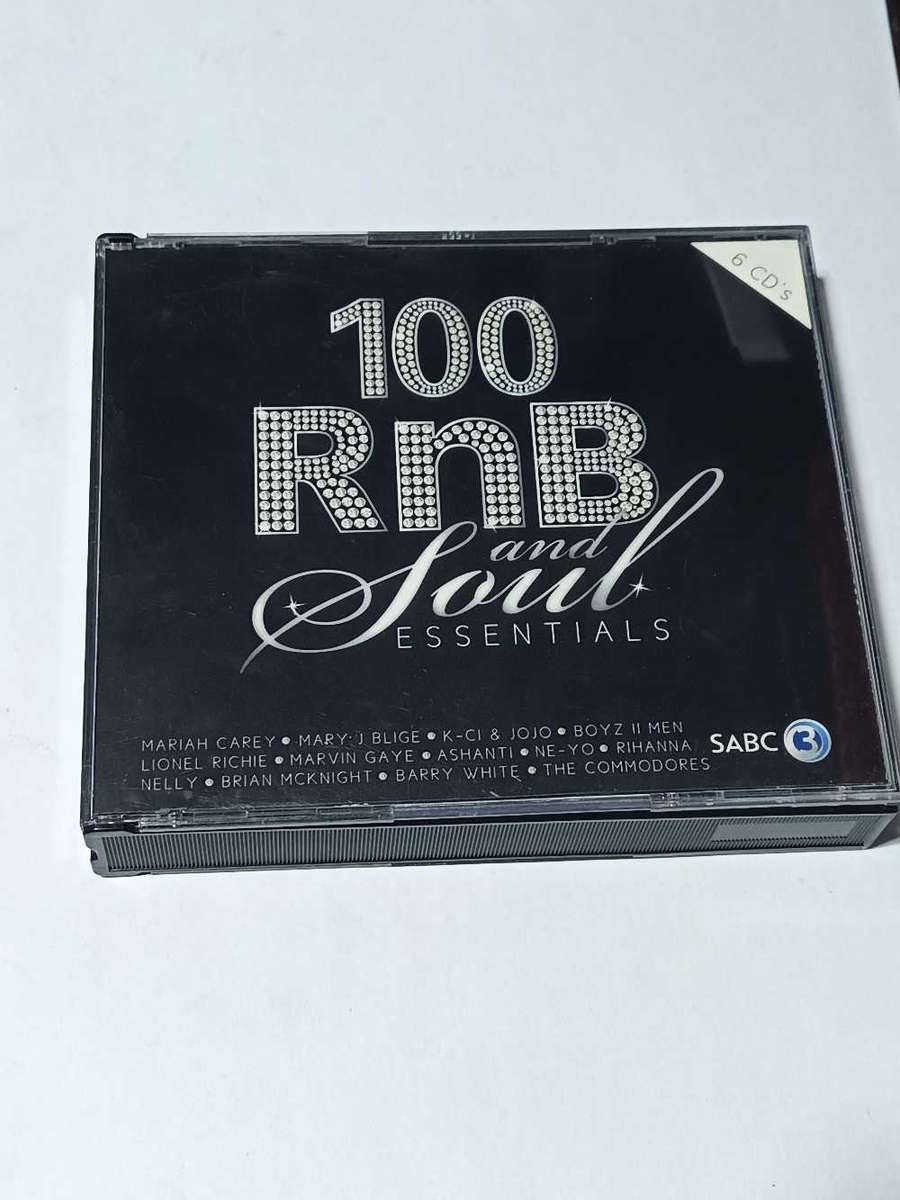 6 CD's
100
RnB
and
Soul
ESSENTIALS
MARIAH CAREY • MARY J BLIGE • K-CI & JOJO • BOYZ II MEN
LIONEL RICHIE • MARVIN GAYE • ASHANTI • NE-YO • RIHANNA
NELLY • BRIAN MCKNIGHT • BARRY WHITE • THE COMMODORES
SABC 3